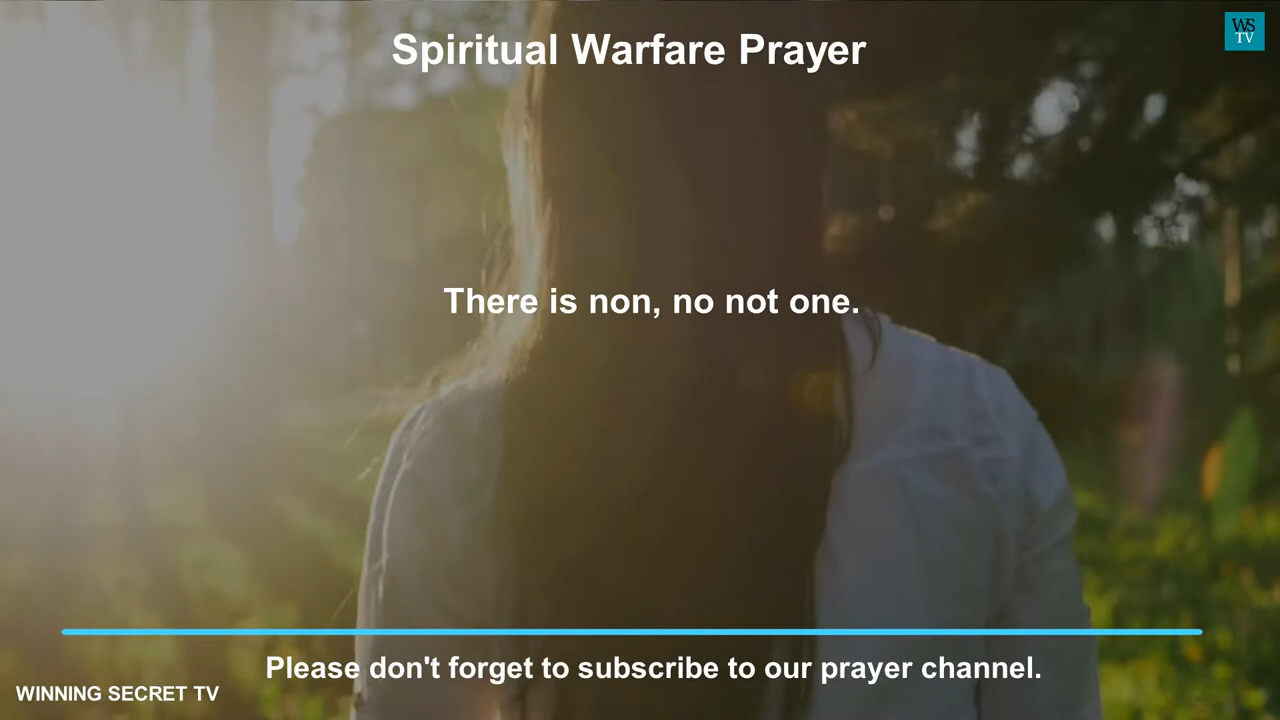 Spiritual Warfare Prayer
WS
TV
There is non, no not one.
Please don't forget to subscribe to our prayer channel.
WINNING SECRET TV